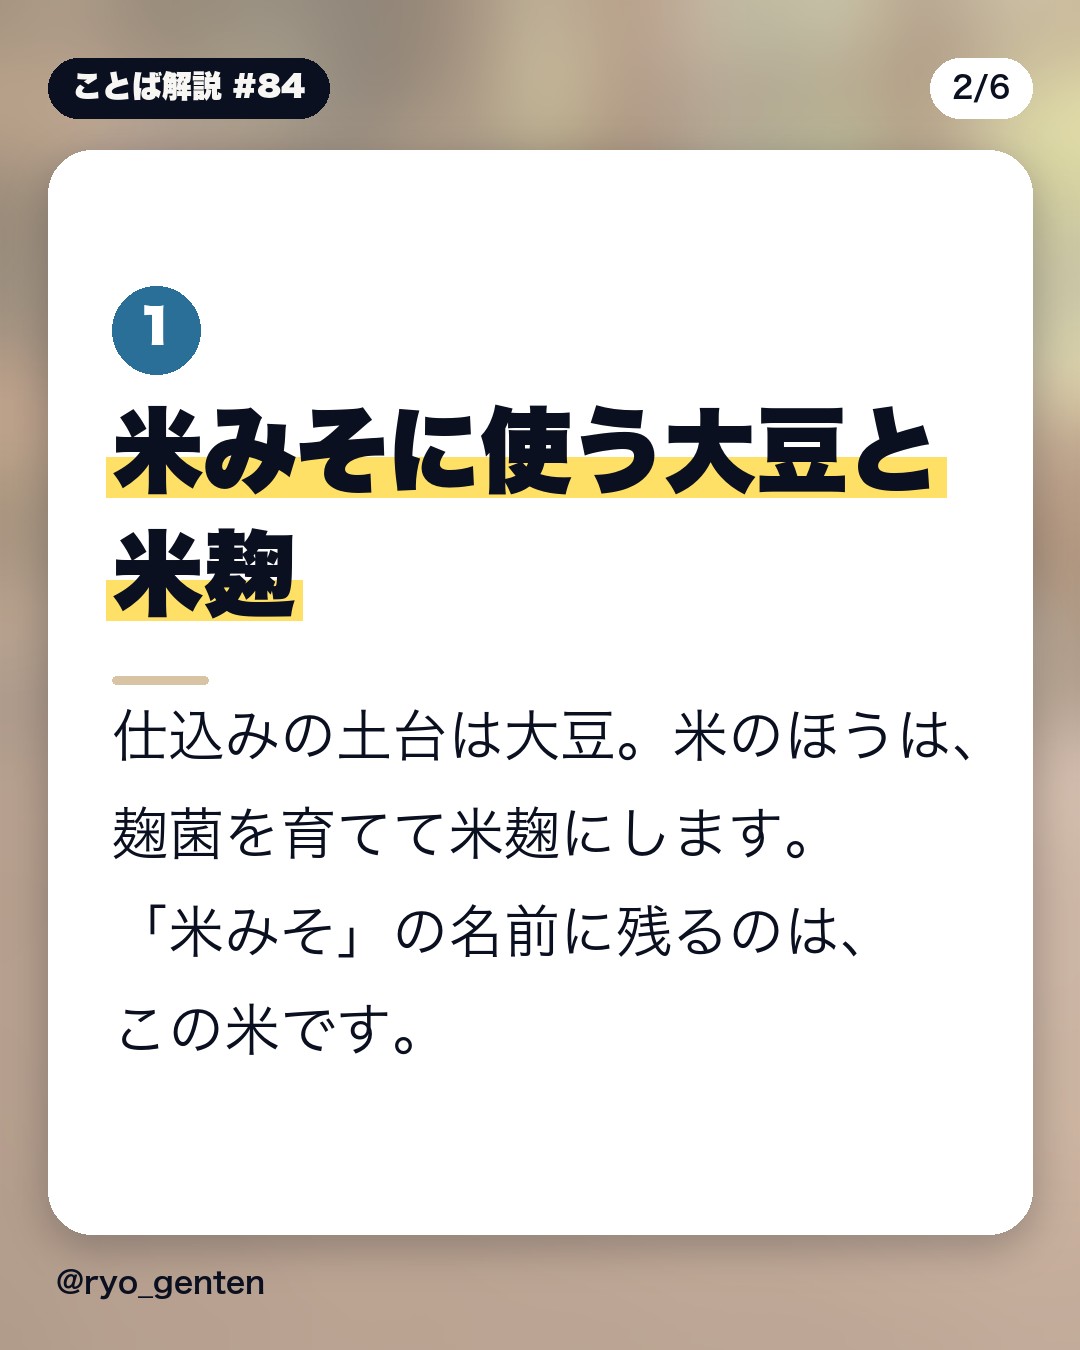 ことば解説 #84
2/6
1
米みそに使う大豆と
米麹
仕込みの土台は大豆。米のほうは、
麹菌を育てて米麹にします。
「米みそ」の名前に残るのは、
この米です。
@ryo_genten